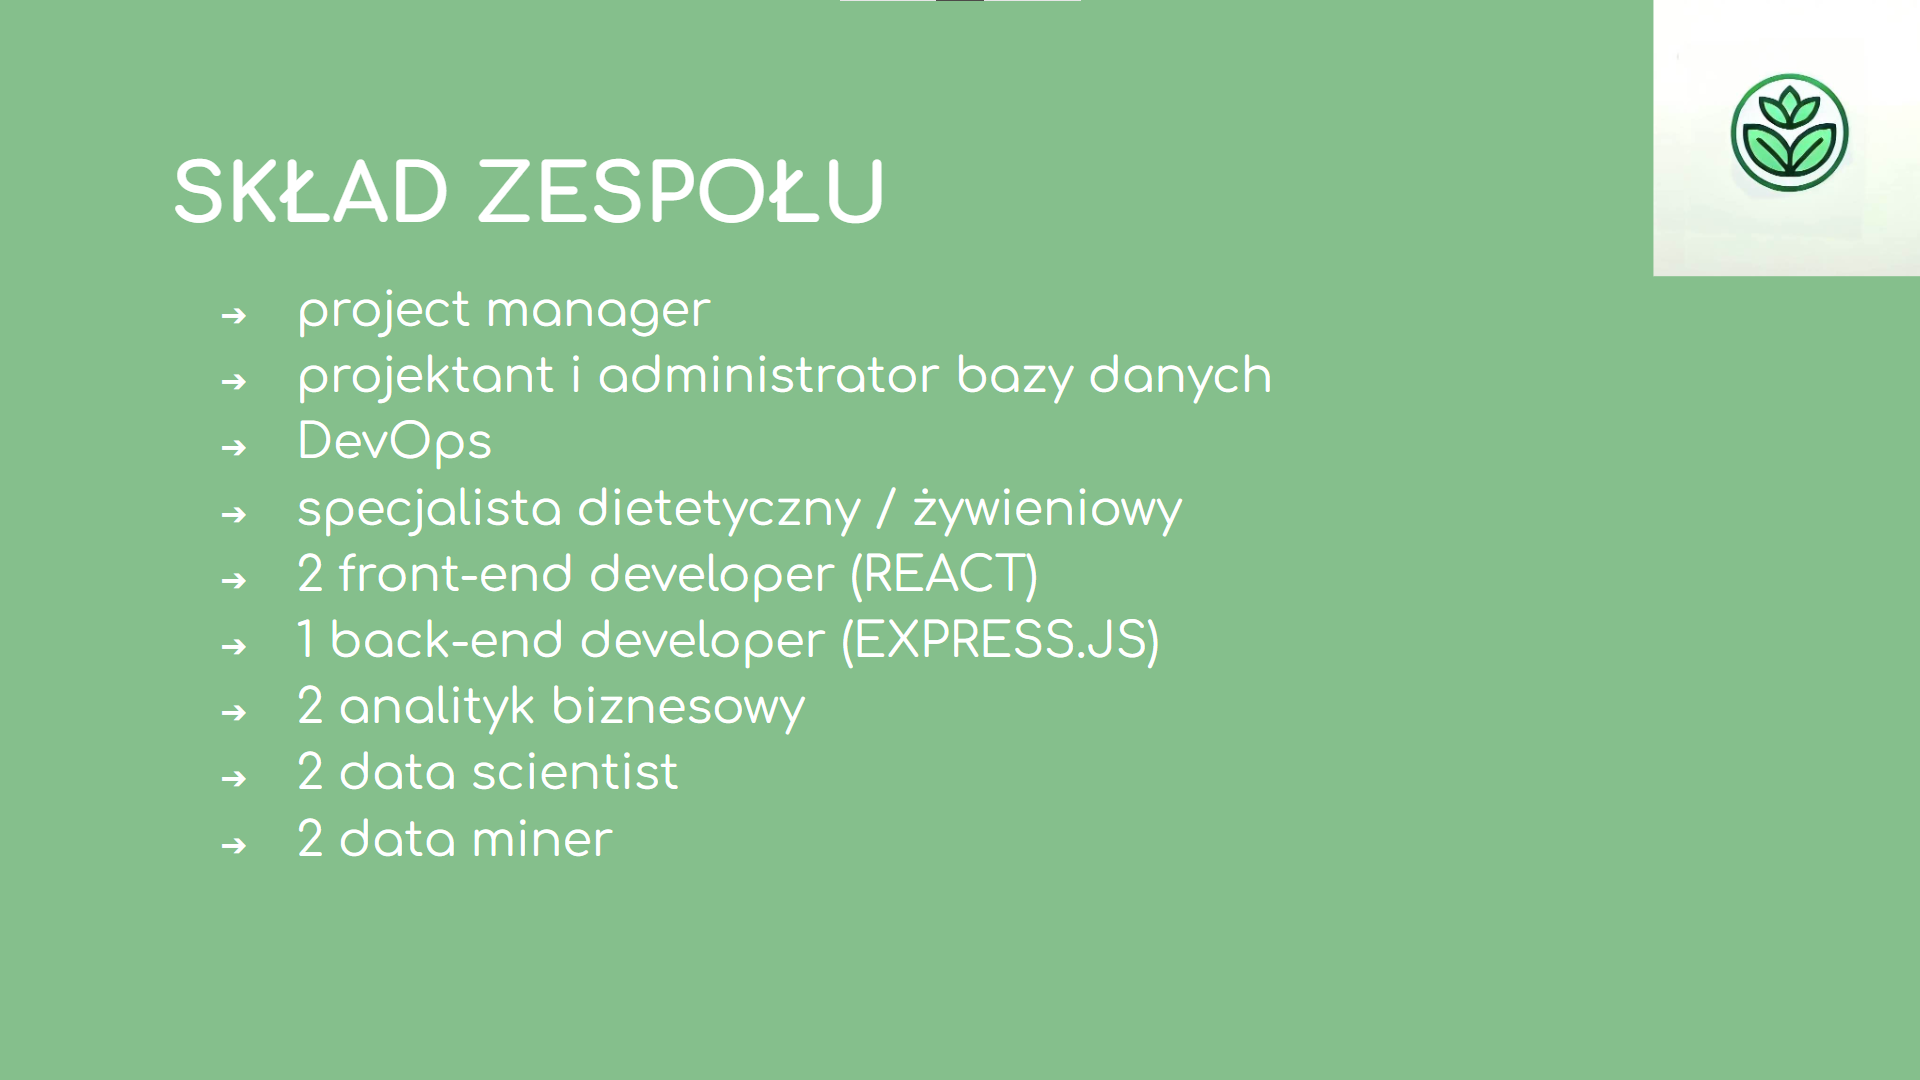 SKŁAD ZESPOŁU
➔ project manager
➔ projektant i administrator bazy danych
➔ DevOps
➔ specjalista dietetyczny / żywieniowy
➔ 2 front-end developer (REACT)
➔ 1 back-end developer (EXPRESS.JS)
➔ 2 analityk biznesowy
➔ 2 data scientist
➔ 2 data miner